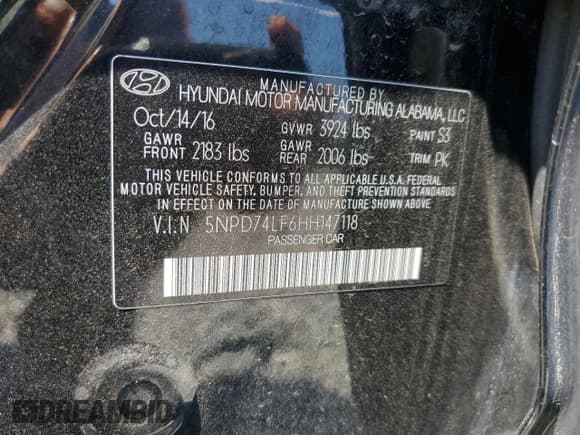 MANUFACTURED BY
HYUNDAI MOTOR MANUFACTURING ALABAMA, LLC
Oct/14/16 GVWR 3924 lbs PAINT S3
GAWR FRONT 2183 lbs GAWR REAR 2006 lbs TRIM PK
THIS VEHICLE CONFORMS TO ALL APPLICABLE U.S.A. FEDERAL
MOTOR VEHICLE SAFETY, BUMPER, AND THEFT PREVENTION STANDARDS
IN EFFECT ON THE DATE OF MANUFACTURE SHOWN ABOVE.
V.I.N 5NPD74LF6HH147118
PASSENGER CAR
DREAMBID